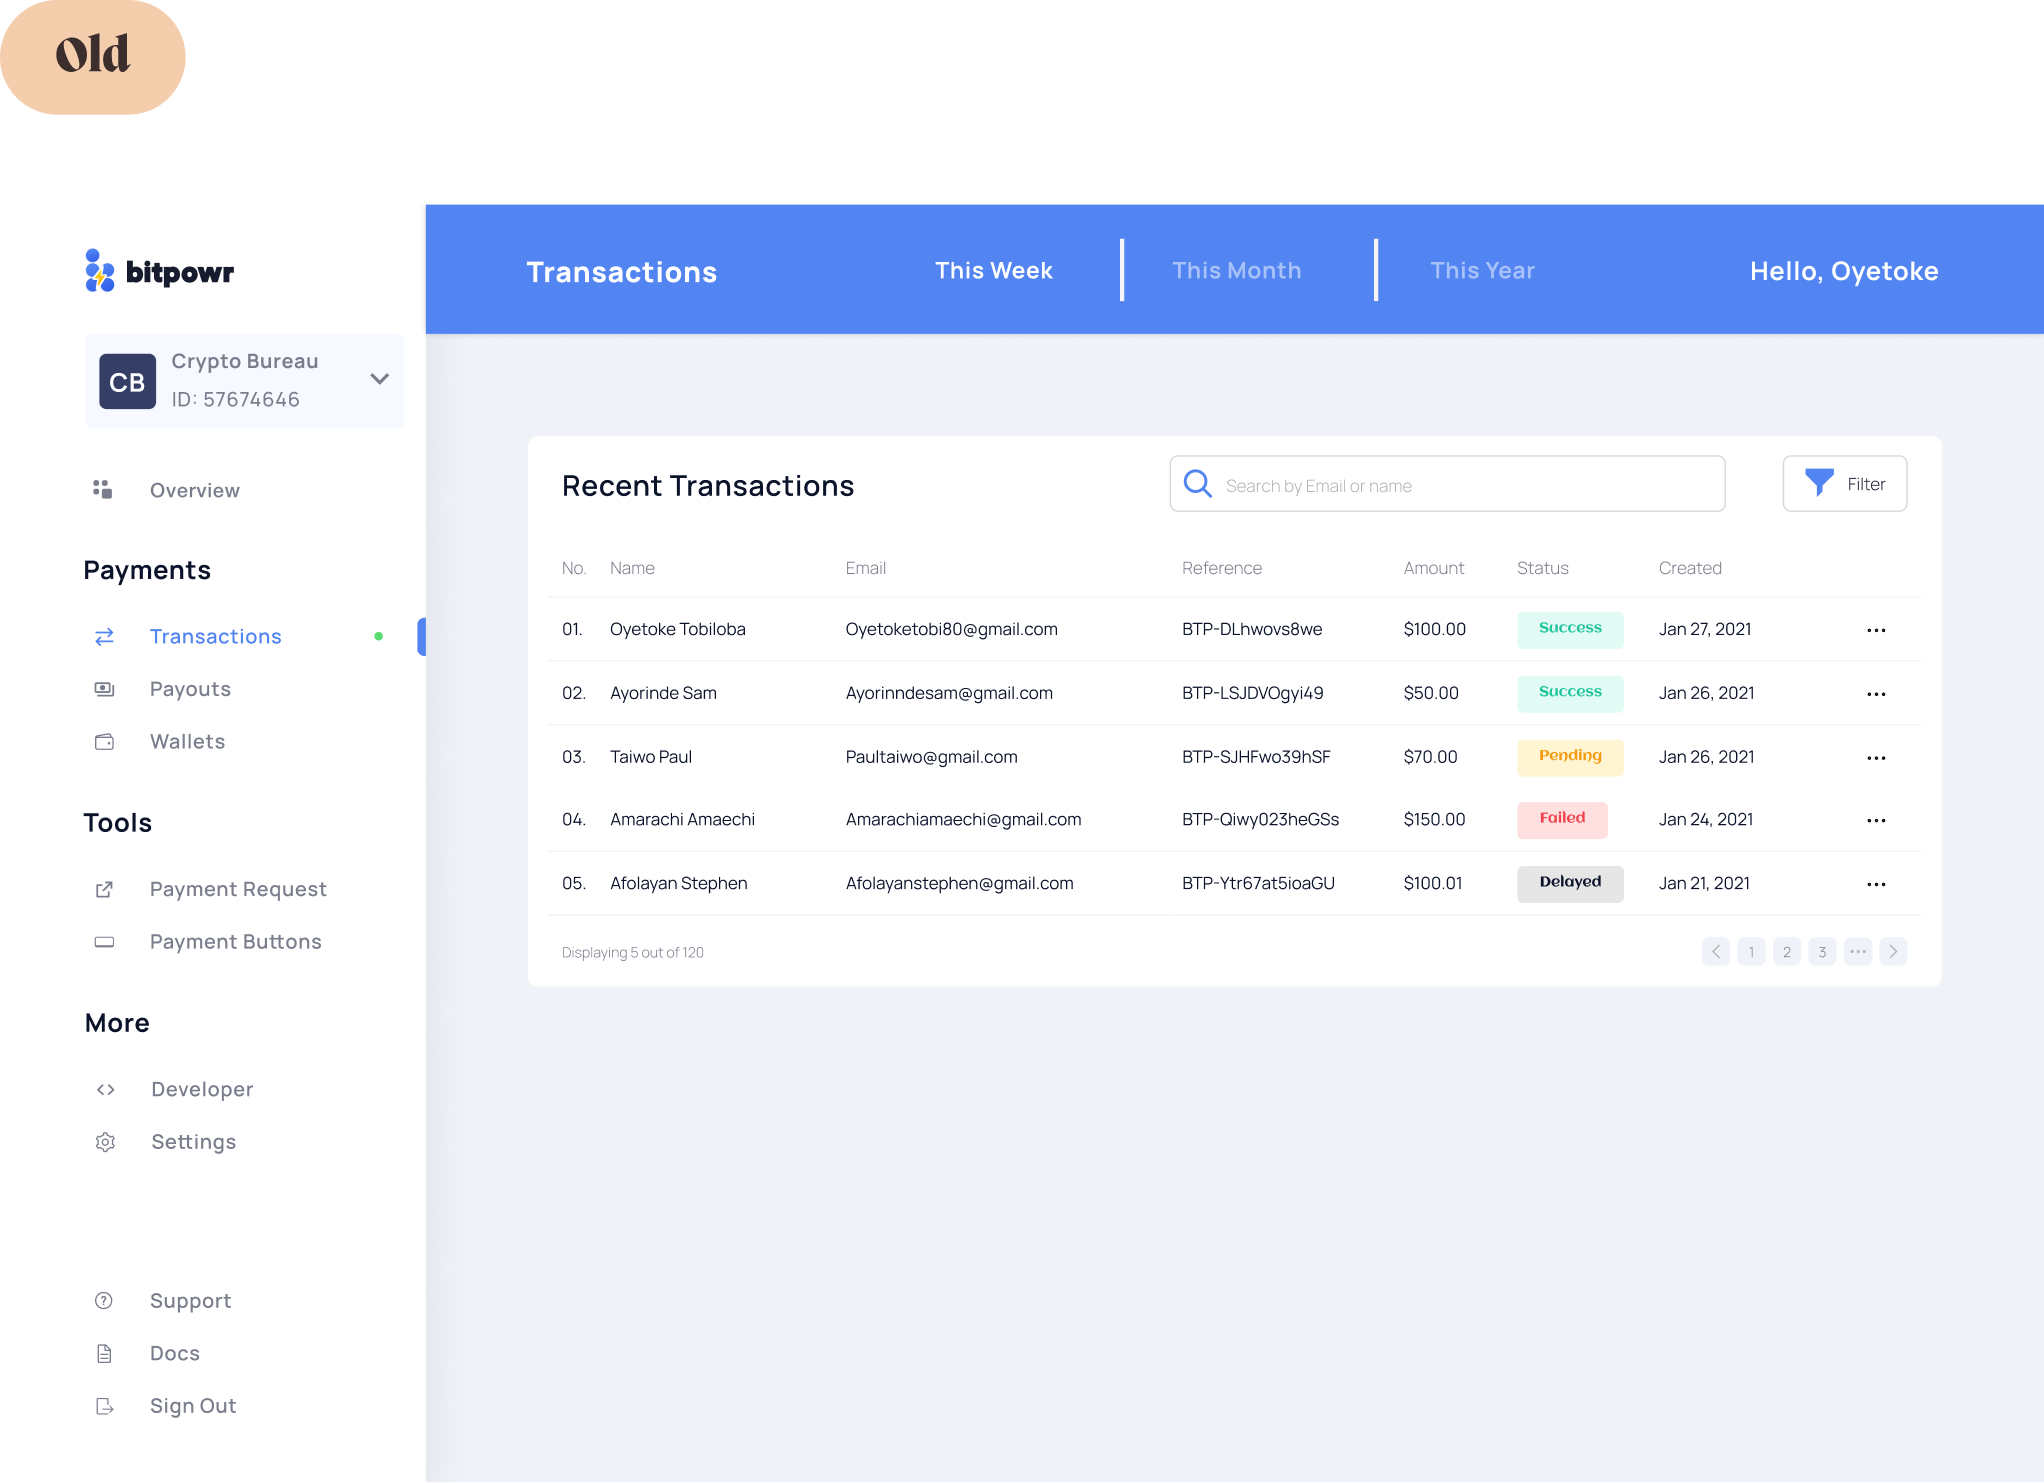 Old
bitpowr
Transactions
This Week
This Month
This Year
Hello, Oyetoke
CB
Crypto Bureau
ID: 57674646
Overview
Payments
Transactions
Payouts
Wallets
Tools
Payment Request
Payment Buttons
More
Developer
Settings
Support
Docs
Sign Out
Recent Transactions
Search by Email or name
Filter
No. Name Email Reference Amount Status Created
01. Oyetoke Tobiloba Oyetoketobi80@gmail.com BTP-DLhwovs8we $100.00 Success Jan 27, 2021
02. Ayorinde Sam Ayorinndesam@gmail.com BTP-LSJDVOgyi49 $50.00 Success Jan 26, 2021
03. Taiwo Paul Paultaiwo@gmail.com BTP-SJHFwo39hSF $70.00 Pending Jan 26, 2021
04. Amarachi Amaechi Amarachiamaechi@gmail.com BTP-Qiwy023heGSs $150.00 Failed Jan 24, 2021
05. Afolayan Stephen Afolayanstephen@gmail.com BTP-Ytr67at5ioaGU $100.01 Delayed Jan 21, 2021
Displaying 5 out of 120
1 2 3 ...